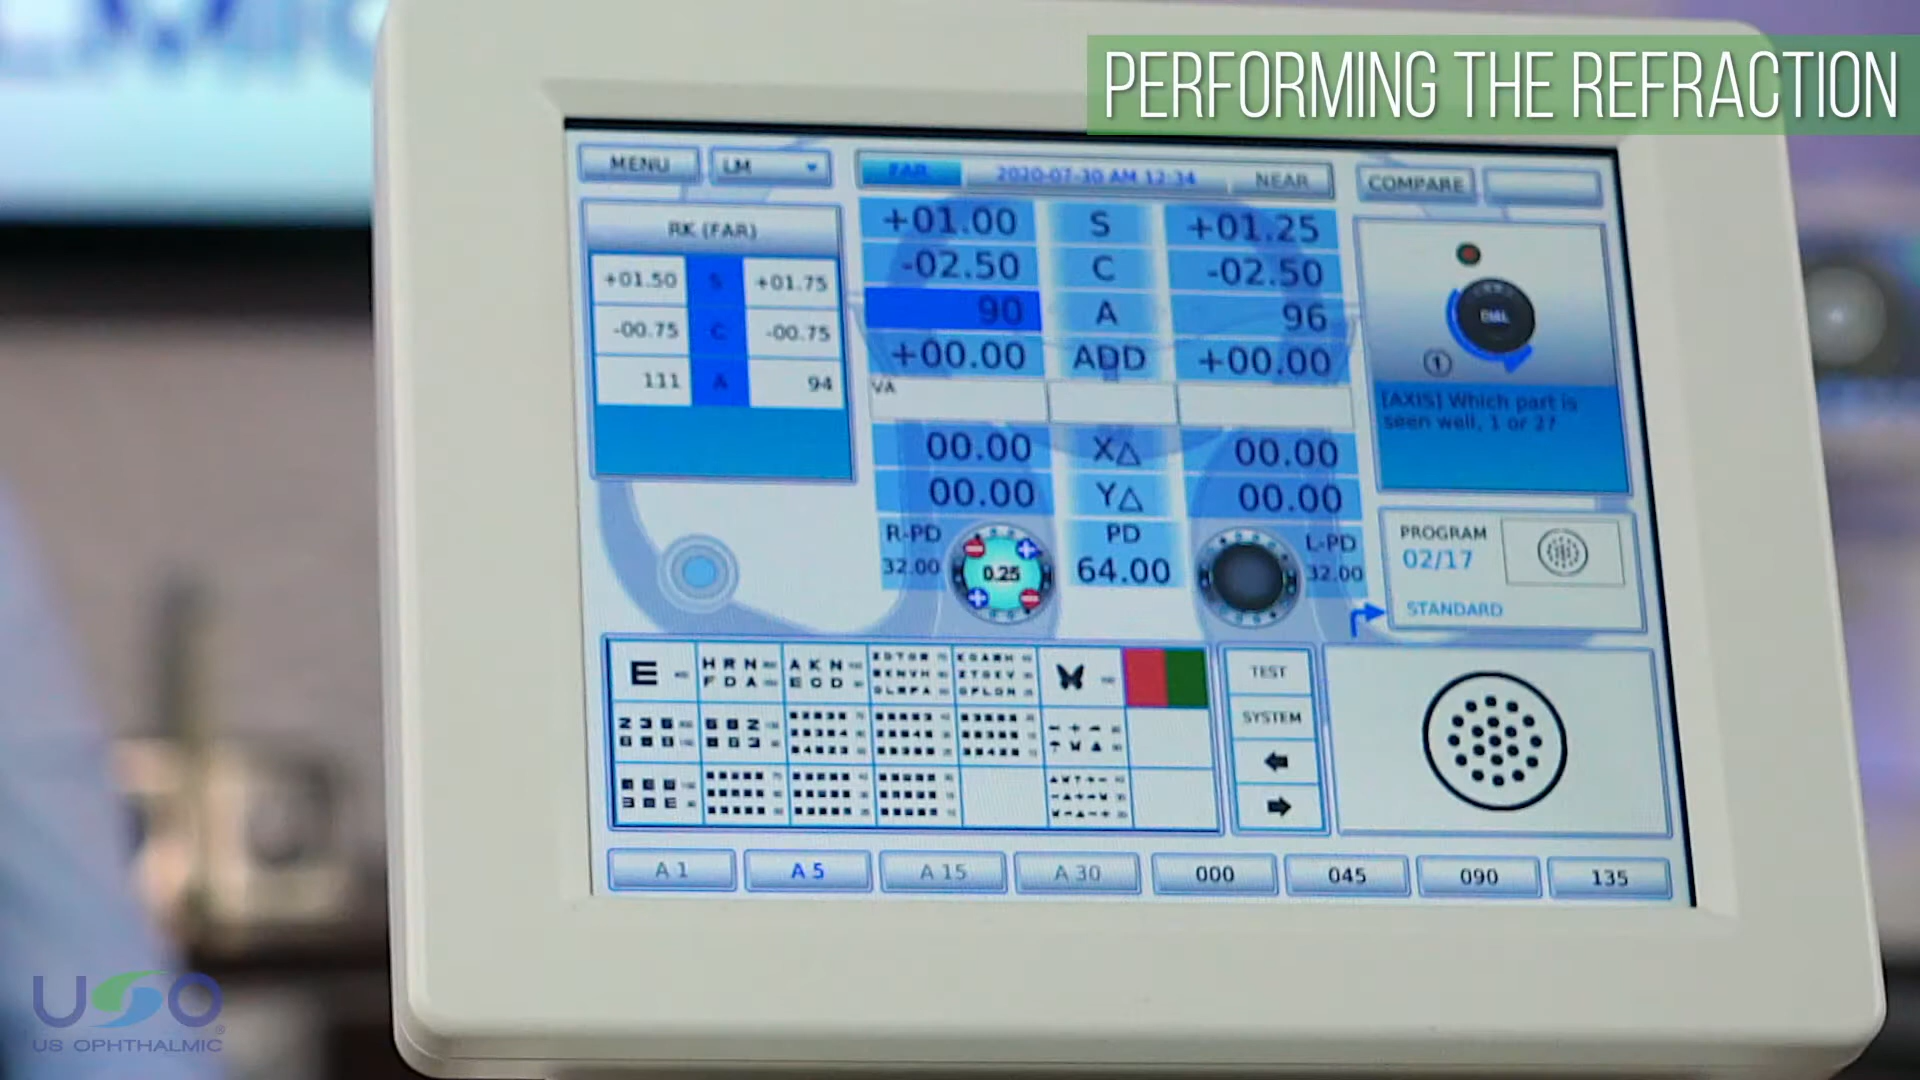 PERFORMING THE REFRACTION
MENU LM FAR 2020-07-30 AM 12:34 NEAR COMPARE
RK (FAR)
+01.50 S +01.75
-00.75 C -00.75
111 A 94
+01.00 S +01.25
-02.50 C -02.50
90 A 96
+00.00 ADD +00.00
VA
00.00 X△ 00.00
00.00 Y△ 00.00
R-PD PD L-PD
32.00 0.25 64.00 32.00
DIAL
1
[AXIS] Which part is
seen well, 1 or 2?
PROGRAM
02/17
STANDARD
E
H R N
F D A
A K N
E C D
TEST
SYSTEM
A 1 A 5 A 15 A 30 000 045 090 135
USO
US OPHTHALMIC